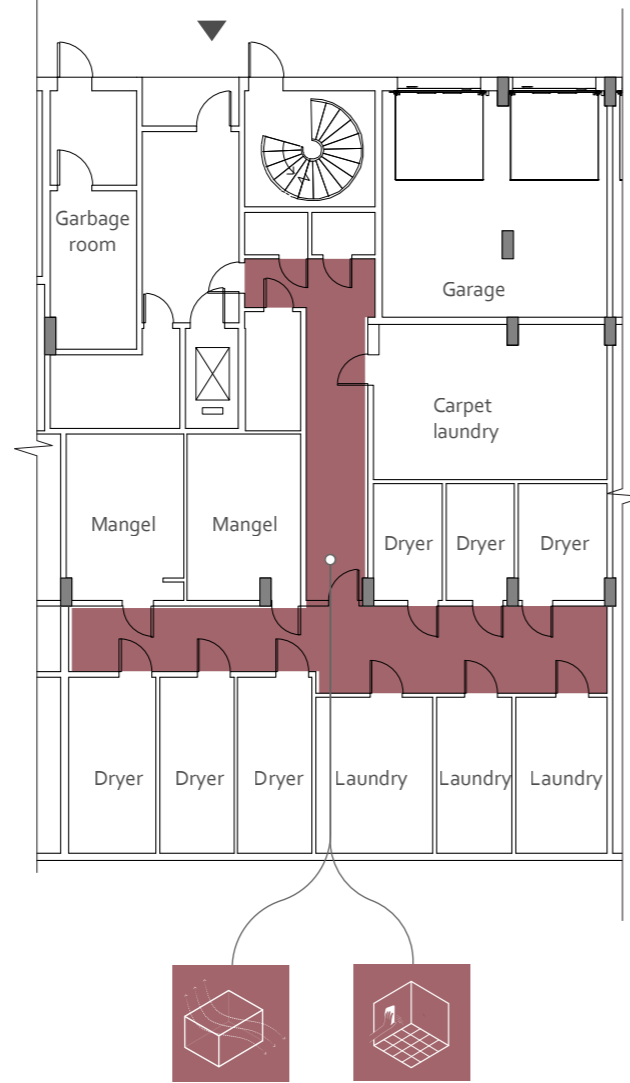 Garbage
room
Garage
Carpet
laundry
Mangel
Mangel
Dryer
Dryer
Dryer
Dryer
Dryer
Dryer
Laundry
Laundry
Laundry